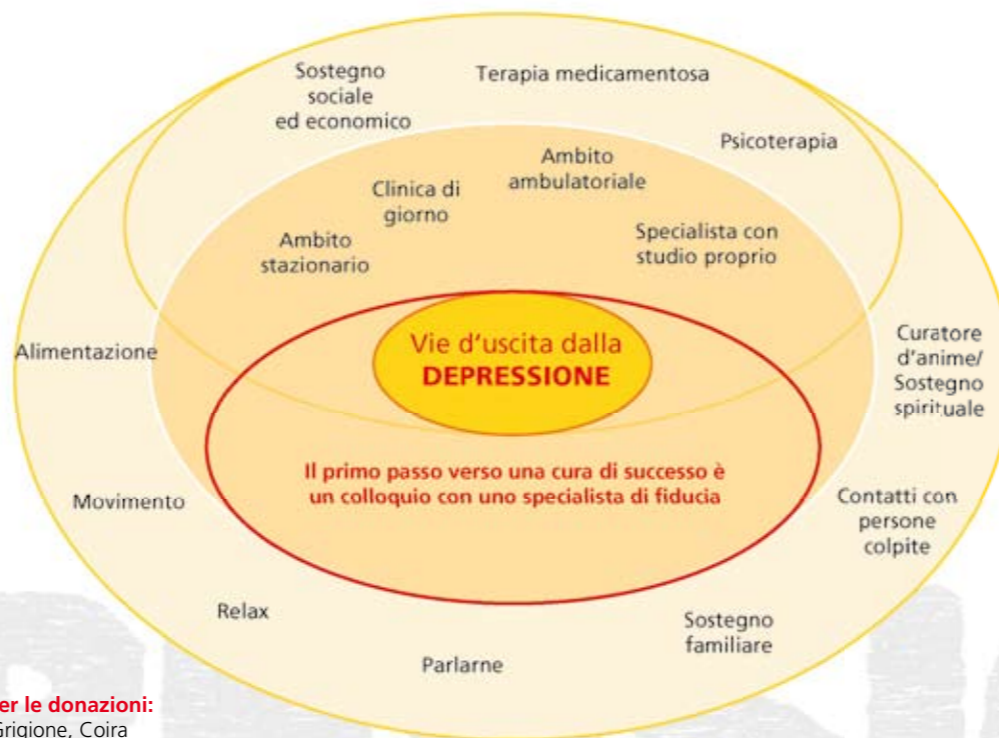 Sostegno
sociale
ed economico
Terapia medicamentosa
Psicoterapia
Ambito
ambulatoriale
Clinica di
giorno
Ambito
stazionario
Specialista con
studio proprio
Alimentazione
Vie d'uscita dalla
DEPRESSIONE
Curatore
d'anime/
Sostegno
spirituale
Il primo passo verso una cura di successo è
un colloquio con uno specialista di fiducia
Movimento
Contatti con
persone
colpite
Relax
Sostegno
familiare
Parlarne
per le donazioni:
Grigione, Coira